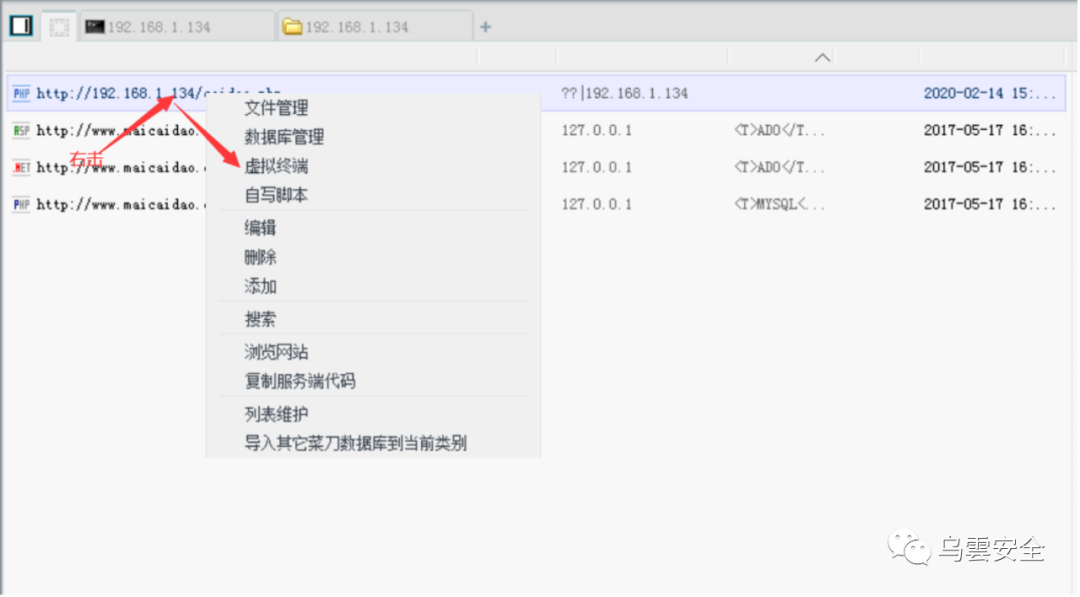 192.168.1.134 192.168.1.134 +
PHP http://192.168.1.134/caidao.php ??|192.168.1.134 2020-02-14 15:...
ASP http://www.maicaidao. 127.0.0.1 <T>ADO</T... 2017-05-17 16:...
右击
.NET http://www.maicaidao. 127.0.0.1 <T>ADO</T... 2017-05-17 16:...
PHP http://www.maicaidao. 127.0.0.1 <T>MYSQL<... 2017-05-17 16:...
文件管理
数据库管理
虚拟终端
自写脚本
编辑
删除
添加
搜索
浏览网站
复制服务端代码
列表维护
导入其它菜刀数据库到当前类别
乌雲安全